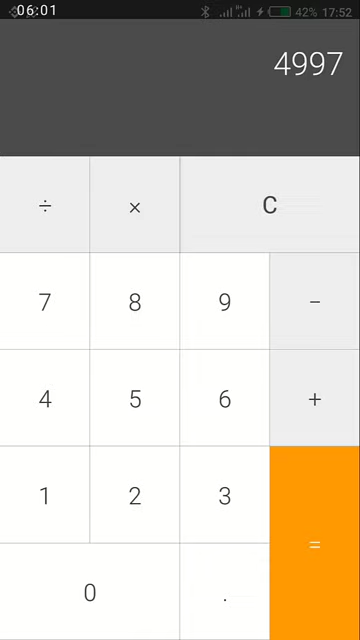 06:01 42% 17:52
4997
÷ × C
7 8 9 −
4 5 6 +
1 2 3
=
0 .